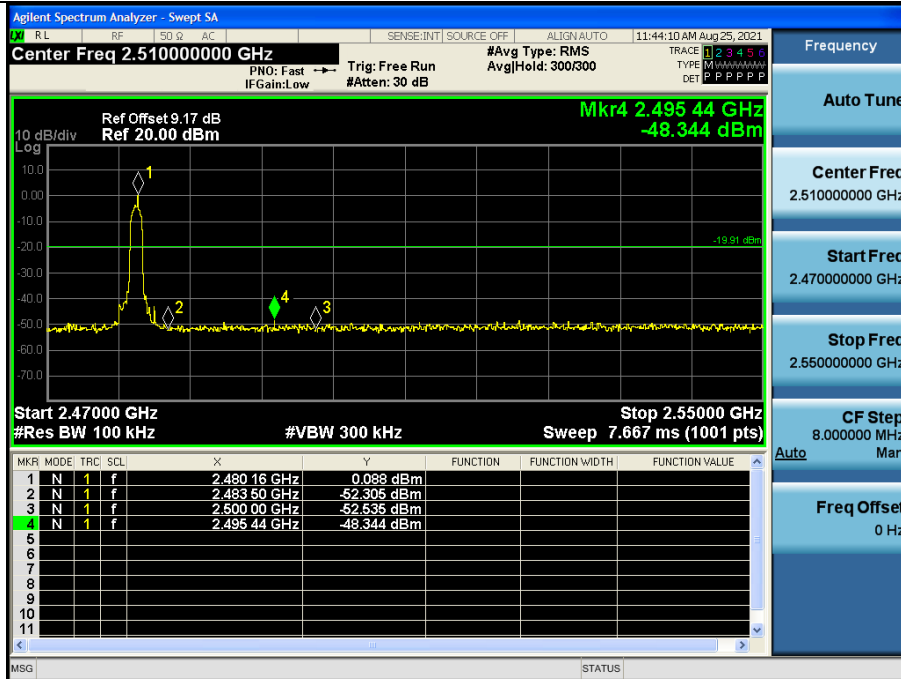 Agilent Spectrum Analyzer - Swept SA
LXI RL RF 50 Ω AC SENSE:INT SOURCE OFF ALIGN AUTO 11:44:10 AM Aug 25, 2021
Center Freq 2.510000000 GHz #Avg Type: RMS TRACE 1 2 3 4 5 6
PNO: Fast Trig: Free Run Avg|Hold: 300/300 TYPE M WWWWW
IFGain:Low #Atten: 30 dB DET P P P P P P
Mkr4 2.495 44 GHz
-48.344 dBm
Ref Offset 9.17 dB
10 dB/div Ref 20.00 dBm
Log
10.0
0.00
-10.0
-20.0
-30.0
-40.0
-50.0
-60.0
-70.0
1
2
4
3
-19.91 dBm
Start 2.47000 GHz Stop 2.55000 GHz
#Res BW 100 kHz #VBW 300 kHz Sweep 7.667 ms (1001 pts)
MKR MODE TRC SCL X Y FUNCTION FUNCTION WIDTH FUNCTION VALUE
1 N 1 f 2.480 16 GHz 0.088 dBm
2 N 1 f 2.483 50 GHz -52.305 dBm
3 N 1 f 2.500 00 GHz -52.535 dBm
4 N 1 f 2.495 44 GHz -48.344 dBm
5
6
7
8
9
10
11
MSG STATUS
Frequency
Auto Tune
Center Freq
2.510000000 GHz
Start Freq
2.470000000 GHz
Stop Freq
2.550000000 GHz
CF Step
8.000000 MHz
Auto Man
Freq Offset
0 Hz